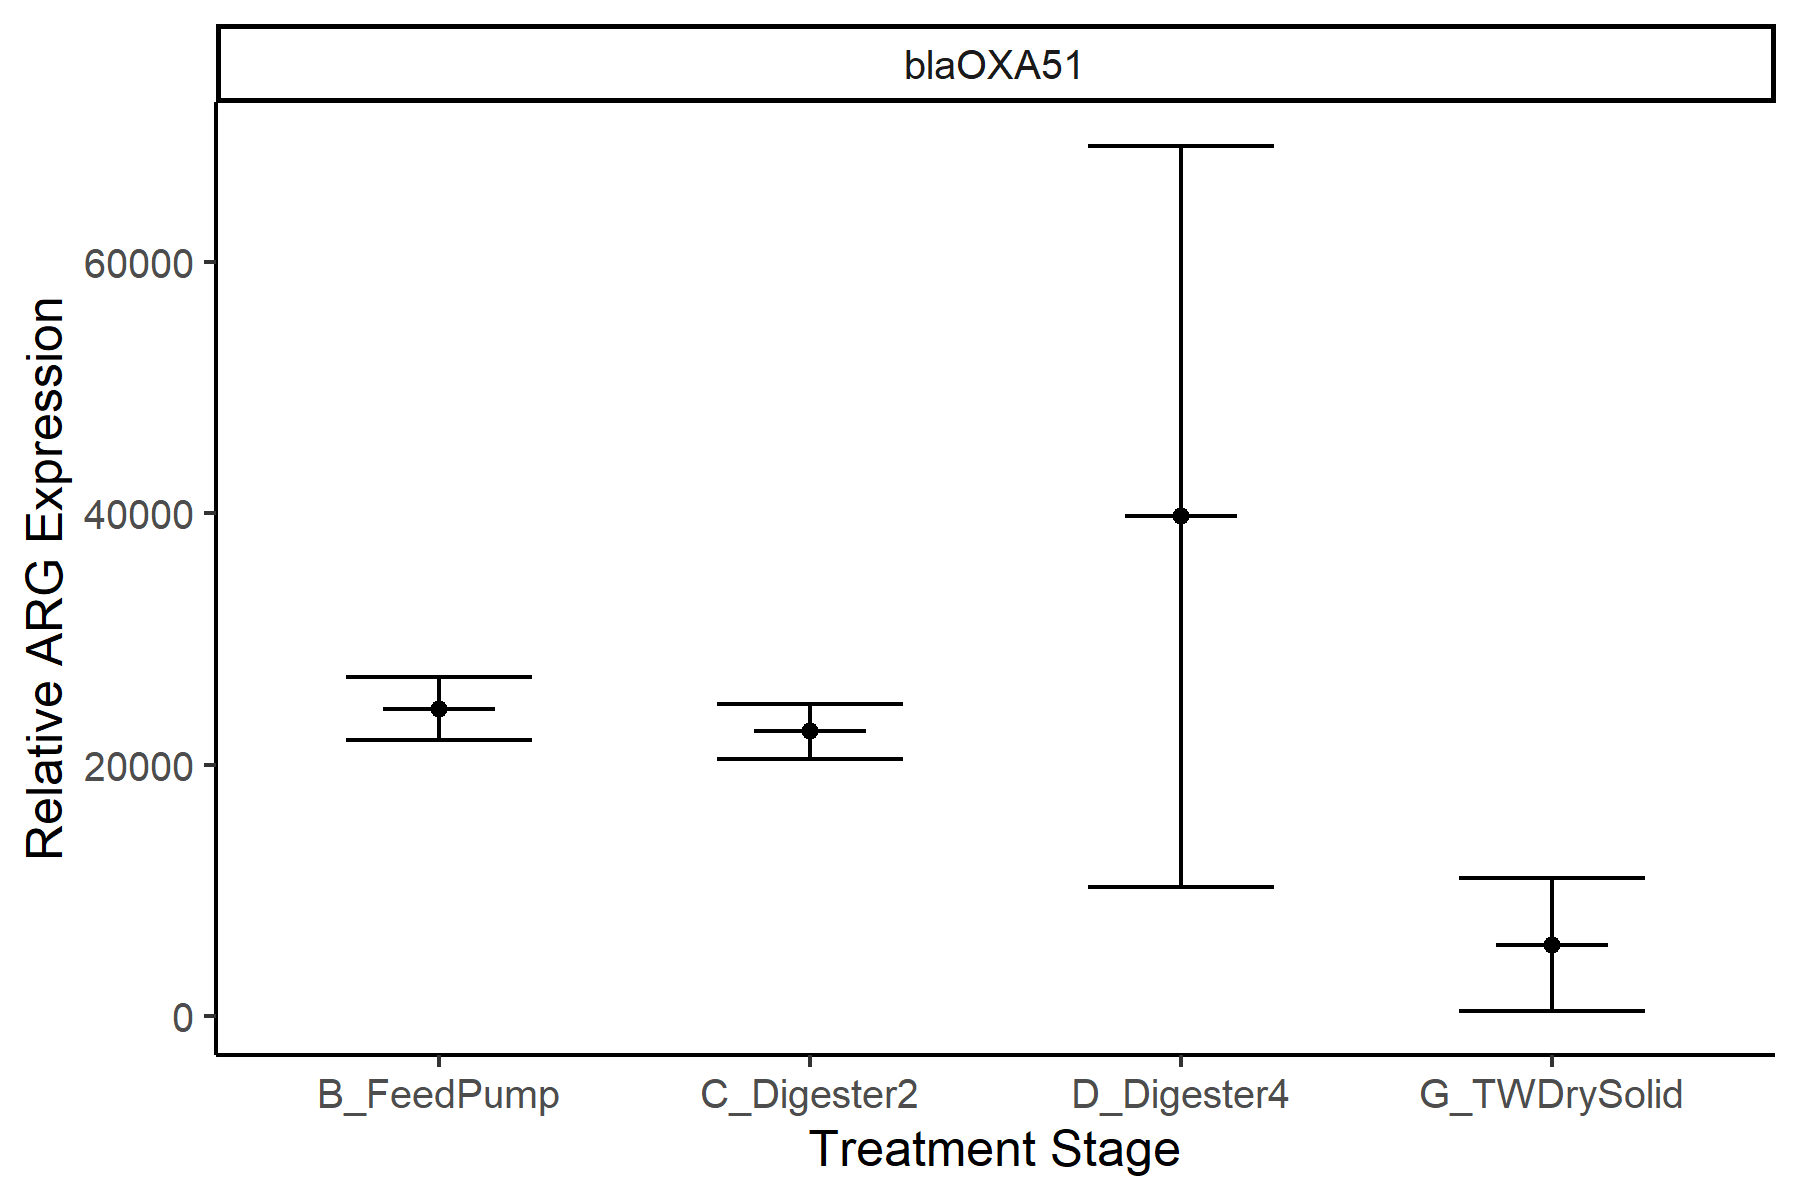 blaOXA51
Relative ARG Expression
60000
40000
20000
0
B_FeedPump
C_Digester2
D_Digester4
G_TWDrySolid
Treatment Stage